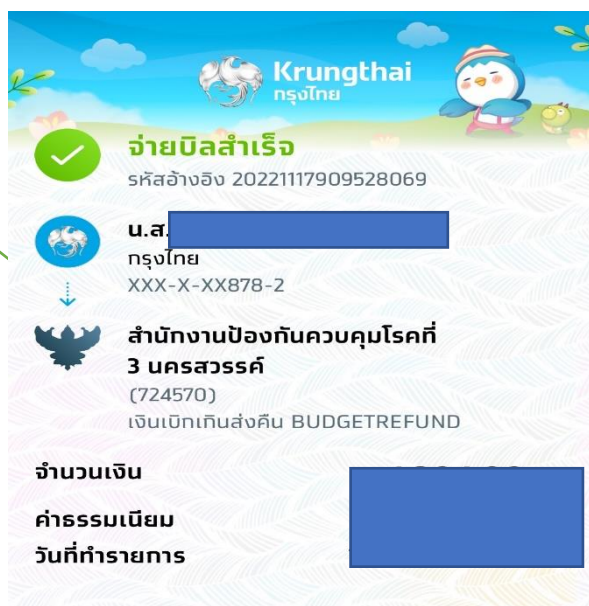 Krungthai
กรุงไทย
จ่ายบิลสำเร็จ
รหัสอ้างอิง 20221117909528069
น.ส.
กรุงไทย
XXX-X-XX878-2
สำนักงานป้องกันควบคุมโรคที่
3 นครสวรรค์
(724570)
เงินเบิกเกินส่งคืน BUDGETREFUND
จำนวนเงิน
ค่าธรรมเนียม
วันที่ทำรายการ